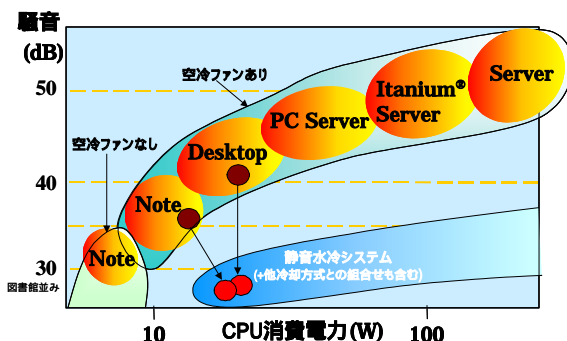 騒音
(dB)
50
40
30
図書館並み
空冷ファンあり
空冷ファンなし
Server
Itanium®
Server
PC Server
Desktop
Note
Note
静音水冷システム
(+他冷却方式との組合せも含む)
10
CPU消費電力(W)
100